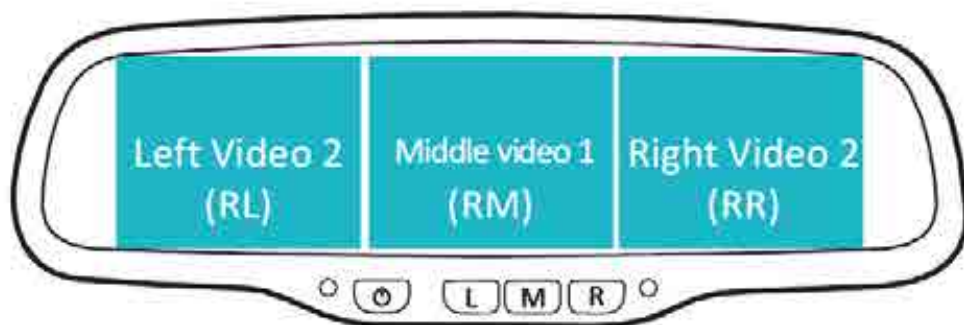 Left Video 2
(RL)
Middle video 1
(RM)
Right Video 2
(RR)
L M R